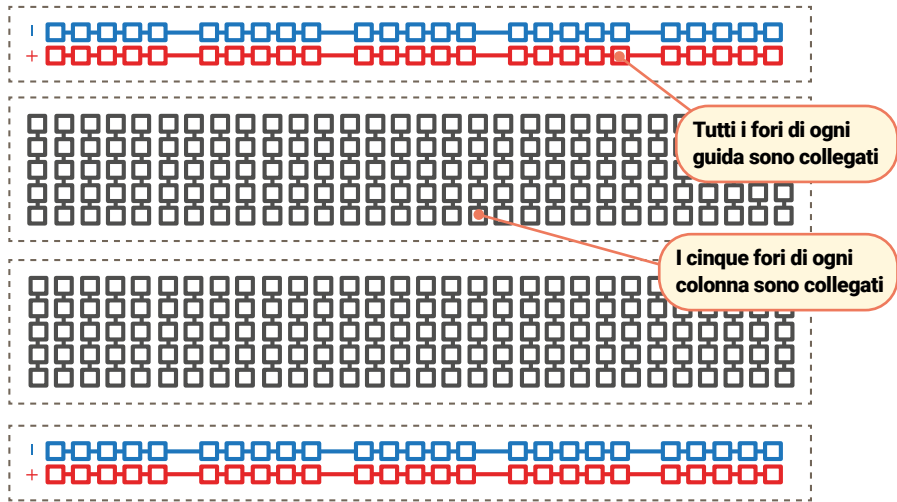 –
+
Tutti i fori di ogni
guida sono collegati
I cinque fori di ogni
colonna sono collegati
–
+